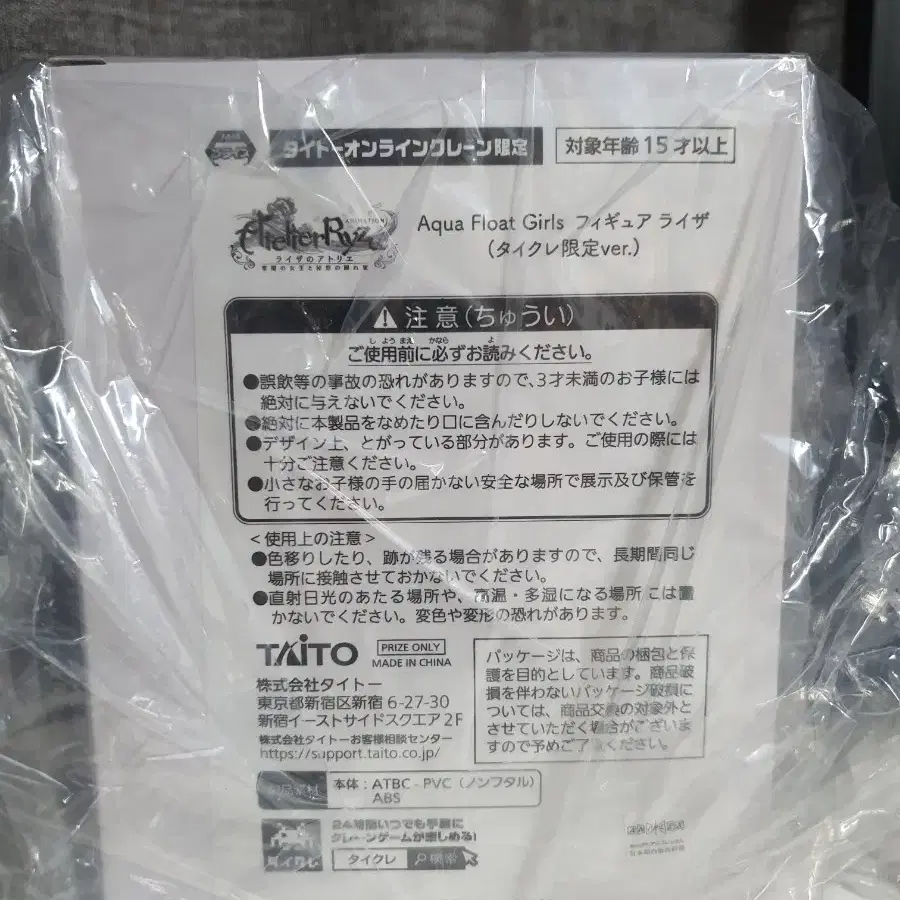 タイトーオンラインクレーン限定
対象年齢15才以上
ANIMATION
Atelier Ryza
ライザのアトリエ
常闇の女王と秘密の隠れ家
Aqua Float Girls フィギュア ライザ
(タイクレ限定ver.)
注意(ちゅうい)
ご使用前に必ずお読みください。
●誤飲等の事故の恐れがありますので、3才未満のお子様には
絶対に与えないでください。
●絶対に本製品をなめたり口に含んだりしないでください。
●デザイン上、とがっている部分があります。ご使用の際には
十分ご注意ください。
●小さなお子様の手の届かない安全な場所で展示及び保管を
行ってください。
<使用上の注意>
●色移りしたり、跡が残る場合がありますので、長期間同じ
場所に接触させておかないでください。
●直射日光のあたる場所や、高温・多湿になる場所には置
かないでください。変色や変形の恐れがあります。
TAITO
PRIZE ONLY
MADE IN CHINA
株式会社タイトー
東京都新宿区新宿6-27-30
新宿イーストサイドスクエア2F
株式会社タイトーお客様相談センター
https://support.taito.co.jp/
パッケージは、商品の梱包と保
護を目的としています。商品破
損を伴わないパッケージ破損に
ついては、商品交換の対象外と
させていただく場合がございま
すので予めご了承ください。
本体:ATBC-PVC(ノンフタル)
ABS
24時間いつでも手軽に
クレーンゲームが楽しめる!
タイクレ
タイクレ 検索